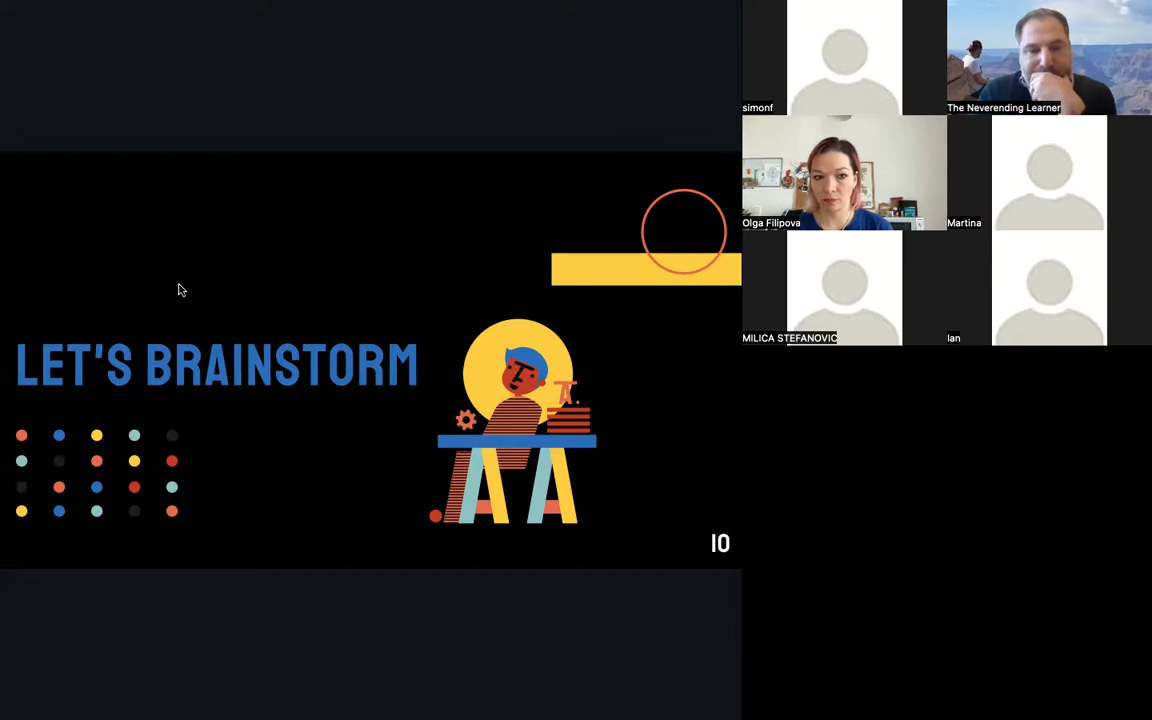 simonf
The Neverending Learner
Olga Filipova
Martina
MILICA STEFANOVIC
Ian
LET'S BRAINSTORM
A.
10